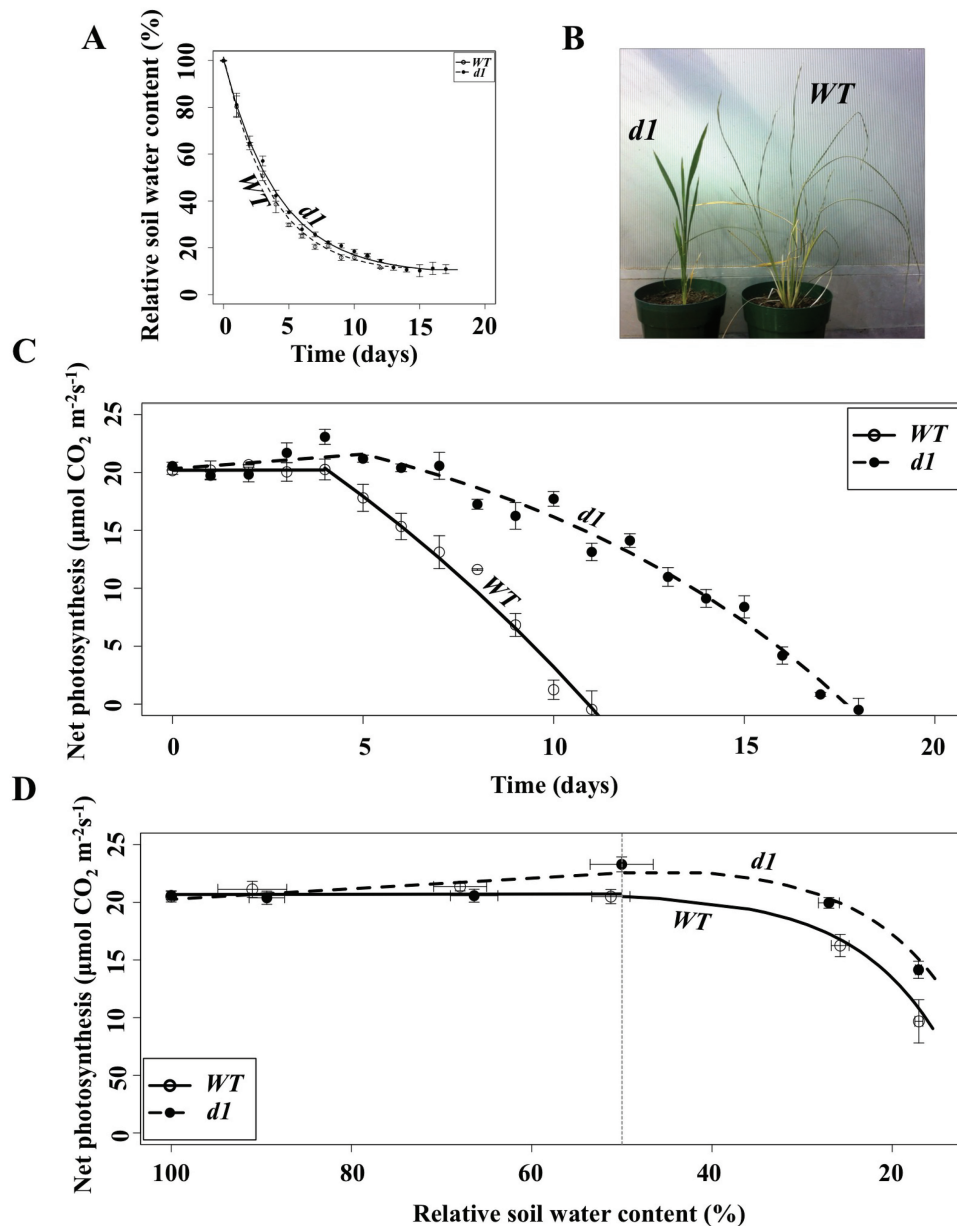 A
Relative soil water content (%)
100
80
60
40
20
0
WT
d1
WT
d1
0 5 10 15 20
Time (days)
B
d1
WT
C
Net photosynthesis (μmol CO₂ m⁻²s⁻¹)
25
20
15
10
5
0
WT
d1
d1
WT
0 5 10 15 20
Time (days)
D
Net photosynthesis (μmol CO₂ m⁻²s⁻¹)
25
20
15
10
50
0
d1
WT
WT
d1
100 80 60 40 20
Relative soil water content (%)